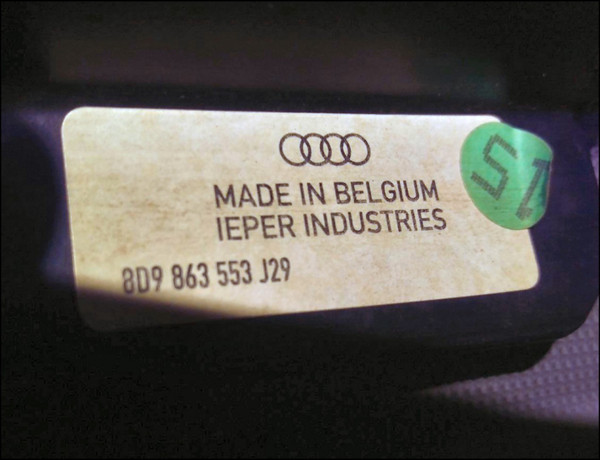 MADE IN BELGIUM
IEPER INDUSTRIES
8D9 863 553 J29